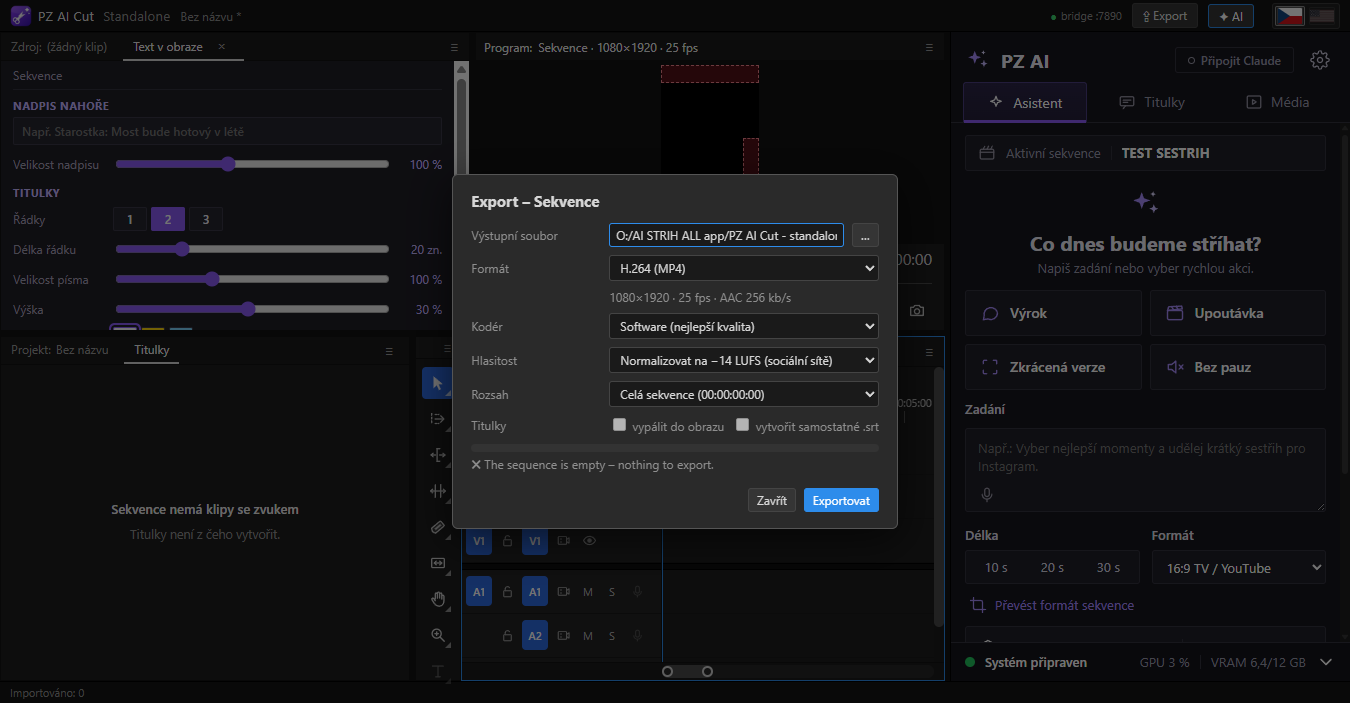 PZ AI Cut Standalone Bez názvu *
bridge :7890
Export
AI
Zdroj: (žádný klip)
Text v obraze ×
Sekvence
NADPIS NAHOŘE
Např. Starostka: Most bude hotový v létě
Velikost nadpisu 100 %
TITULKY
Řádky 1 2 3
Délka řádku 20 zn.
Velikost písma 100 %
Výška 30 %
Program: Sekvence · 1080×1920 · 25 fps
Export – Sekvence
Výstupní soubor O:/AI STRIH ALL app/PZ AI Cut - standalo ...
Formát H.264 (MP4)
1080×1920 · 25 fps · AAC 256 kb/s
Kodér Software (nejlepší kvalita)
Hlasitost Normalizovat na −14 LUFS (sociální sítě)
Rozsah Celá sekvence (00:00:00:00)
Titulky vypálit do obrazu vytvořit samostatné .srt
✕ The sequence is empty – nothing to export.
Zavřít Exportovat
00:00
Projekt: Bez názvu
Titulky
Sekvence nemá klipy se zvukem
Titulky není z čeho vytvořit.
0:05:00
V1 V1
A1 A1 M S
A2 M S
PZ AI
Připojit Claude
Asistent Titulky Média
Aktivní sekvence TEST SESTRIH
Co dnes budeme stříhat?
Napiš zadání nebo vyber rychlou akci.
Výrok Upoutávka
Zkrácená verze Bez pauz
Zadání
Např.: Vyber nejlepší momenty a udělej krátký sestřih pro
Instagram.
Délka Formát
10 s 20 s 30 s 16:9 TV / YouTube
Převést formát sekvence
Systém připraven GPU 3 % VRAM 6,4/12 GB
Importováno: 0